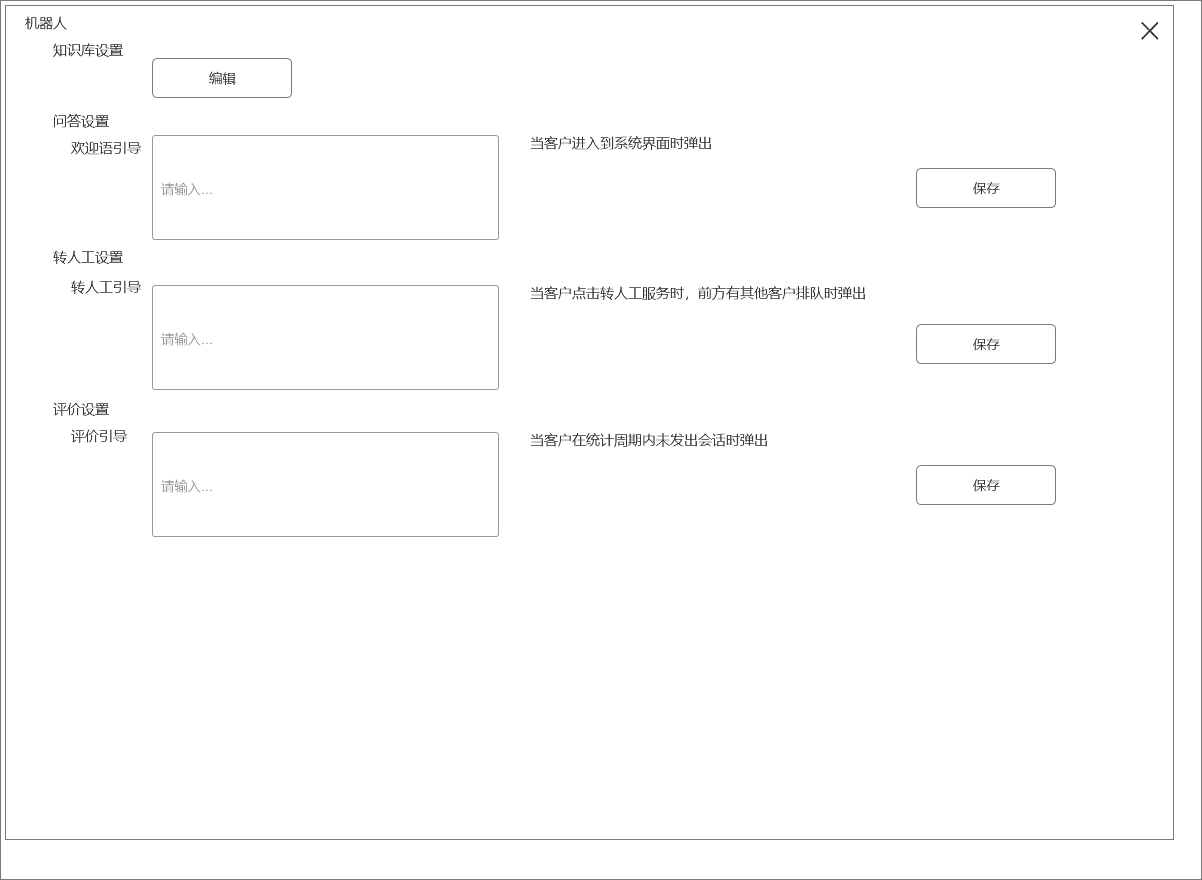 机器人
知识库设置
编辑
问答设置
欢迎语引导
请输入...
当客户进入到系统界面时弹出
保存
转人工设置
转人工引导
请输入...
当客户点击转人工服务时，前方有其他客户排队时弹出
保存
评价设置
评价引导
请输入...
当客户在统计周期内未发出会话时弹出
保存